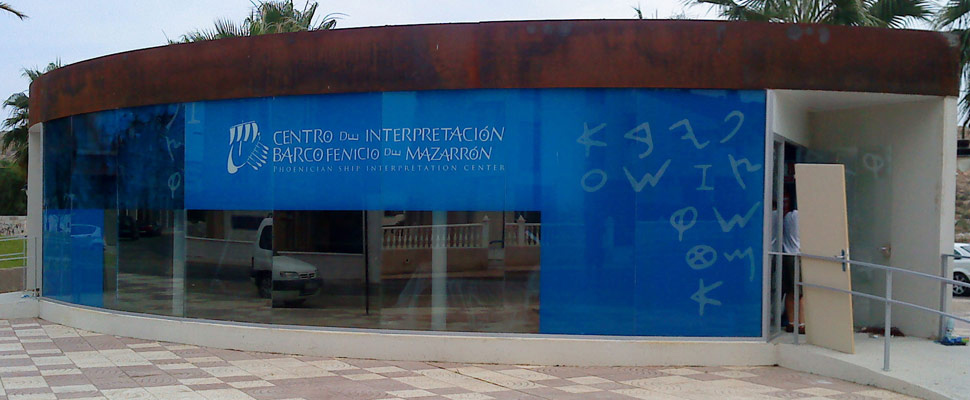 CENTRO DE INTERPRETACIÓN
BARCO FENICIO DE MAZARRÓN
PHOENICIAN SHIP INTERPRETATION CENTER